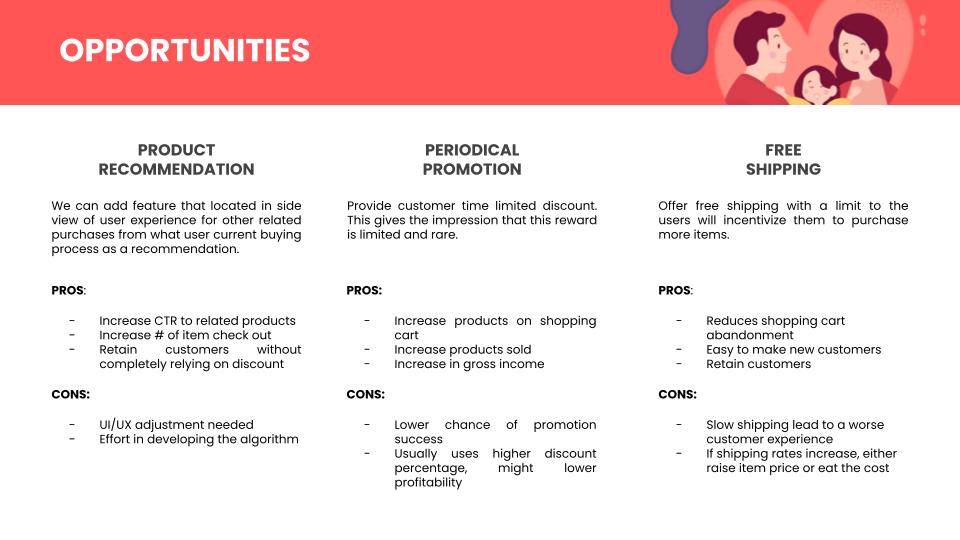 OPPORTUNITIES
PRODUCT
RECOMMENDATION
We can add feature that located in side
view of user experience for other related
purchases from what user current buying
process as a recommendation.
PROS:
- Increase CTR to related products
- Increase # of item check out
- Retain customers without
completely relying on discount
CONS:
- UI/UX adjustment needed
- Effort in developing the algorithm
PERIODICAL
PROMOTION
Provide customer time limited discount.
This gives the impression that this reward
is limited and rare.
PROS:
- Increase products on shopping
cart
- Increase products sold
- Increase in gross income
CONS:
- Lower chance of promotion
success
- Usually uses higher discount
percentage, might lower
profitability
FREE
SHIPPING
Offer free shipping with a limit to the
users will incentivize them to purchase
more items.
PROS:
- Reduces shopping cart
abandonment
- Easy to make new customers
- Retain customers
CONS:
- Slow shipping lead to a worse
customer experience
- If shipping rates increase, either
raise item price or eat the cost